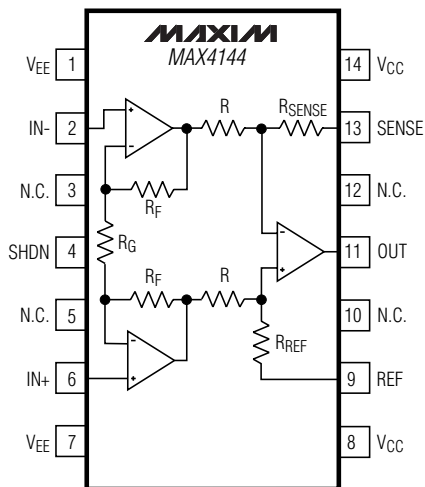 MAXIM
MAX4144
VEE 1
14 VCC
IN- 2
R
RSENSE
13 SENSE
N.C. 3
RF
12 N.C.
SHDN 4
RG
11 OUT
N.C. 5
RF
R
10 N.C.
IN+ 6
RREF
9 REF
VEE 7
8 VCC
+
-
-
+
-
+